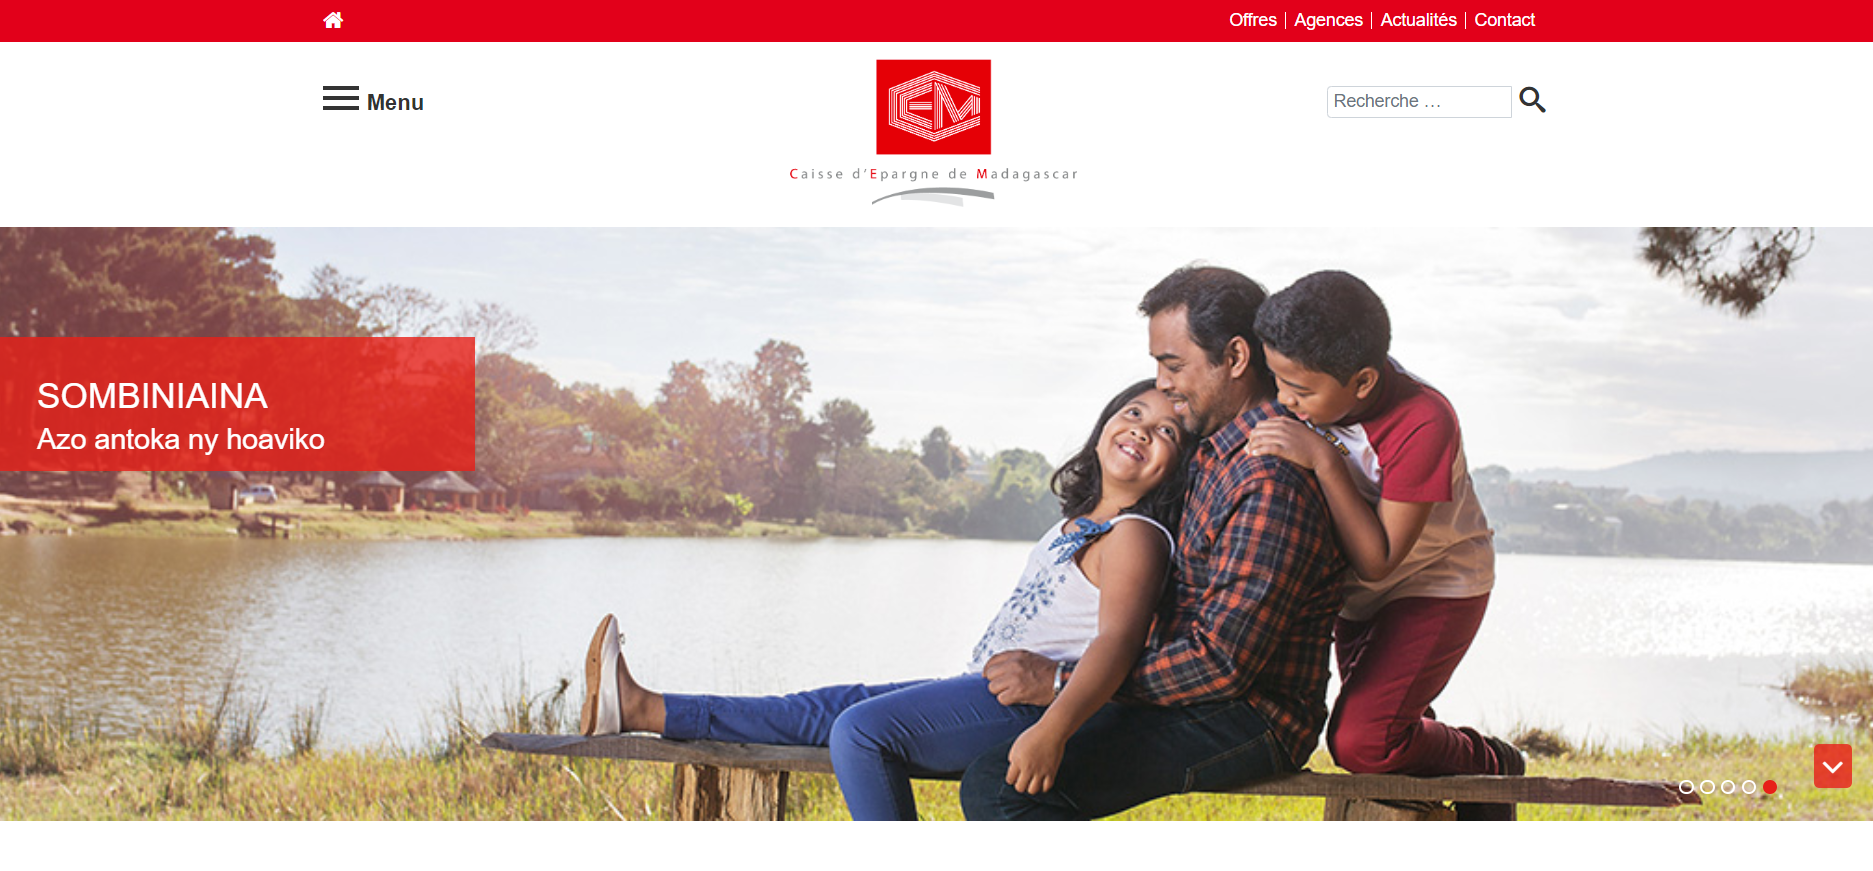 Offres
Agences
Actualités
Contact
Menu
CEM
Caisse d'Epargne de Madagascar
Recherche …
SOMBINIAINA
Azo antoka ny hoaviko